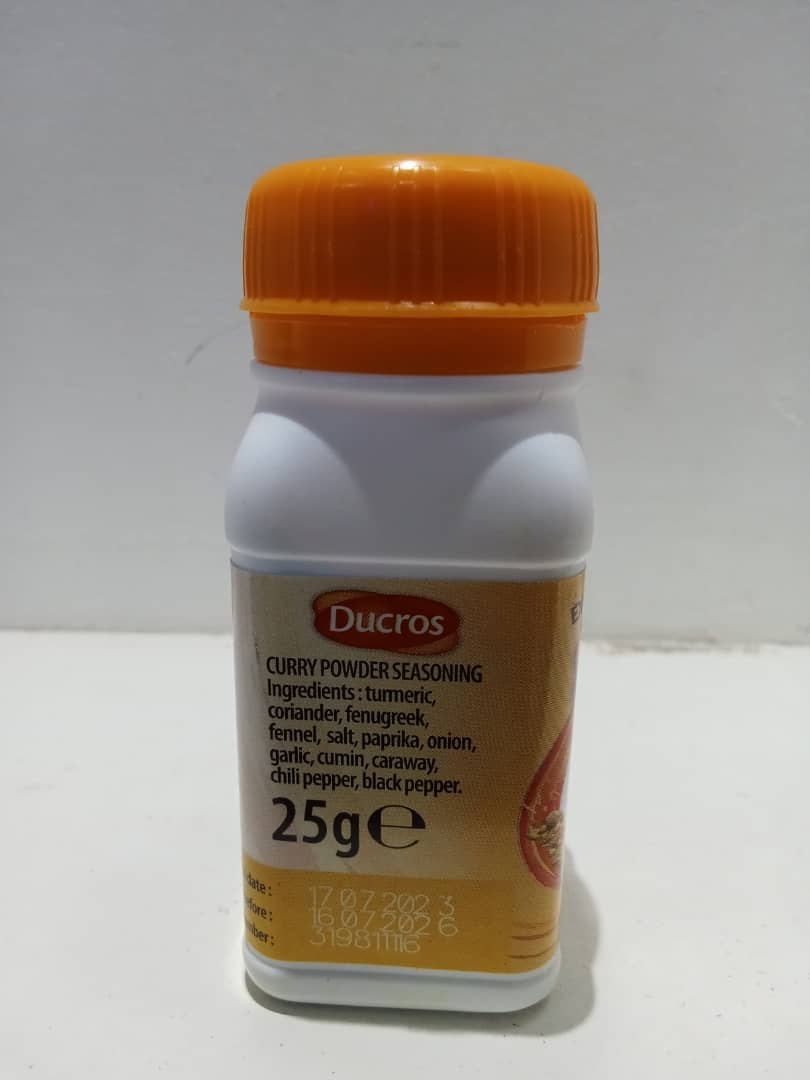 Ducros
CURRY POWDER SEASONING
Ingredients : turmeric,
coriander, fenugreek,
fennel, salt, paprika, onion,
garlic, cumin, caraway,
chili pepper, black pepper.
25g℮
date : 17 07 2023
efore : 16 07 2026
mber : 319811116